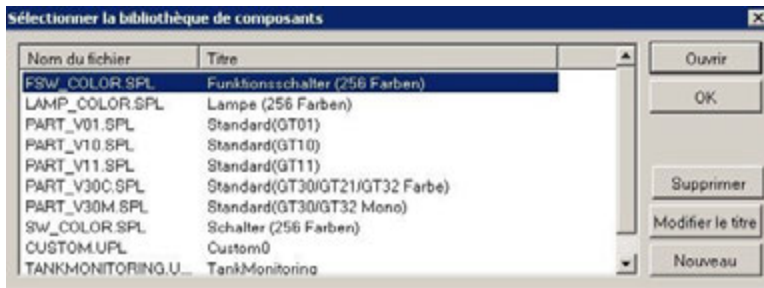 Sélectionner la bibliothèque de composants
Nom du fichier Titre
FSW_COLOR.SPL Funktionsschalter (256 Farben)
LAMP_COLOR.SPL Lampe (256 Farben)
PART_V01.SPL Standard(GT01)
PART_V10.SPL Standard(GT10)
PART_V11.SPL Standard(GT11)
PART_V30C.SPL Standard(GT30/GT21/GT32 Farbe)
PART_V30M.SPL Standard(GT30/GT32 Mono)
SW_COLOR.SPL Schalter (256 Farben)
CUSTOM.UPL Custom0
TANKMONITORING.U... TankMonitoring
Ouvrir
OK
Supprimer
Modifier le titre
Nouveau